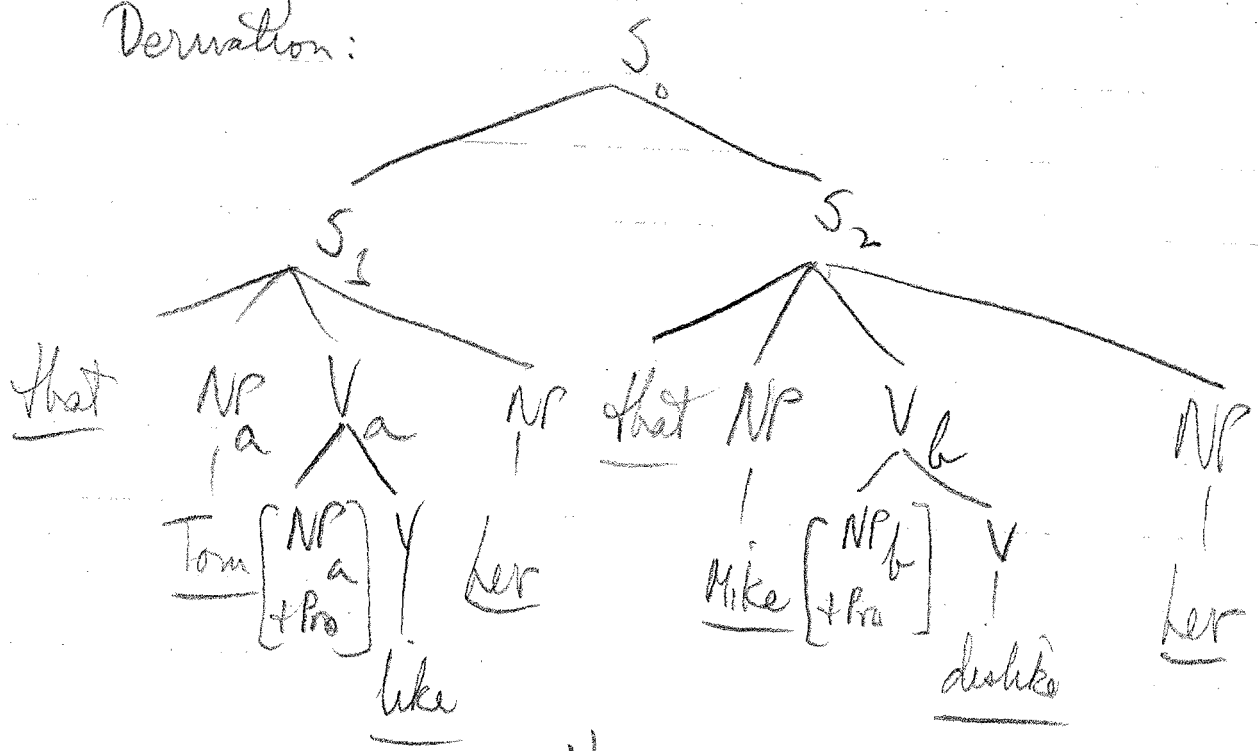 Derivation:
S0
S1 S2
that NPa Va NP that NP Vb NP
Tom [NPa +Pro] V her Mike [NPb +Pro] V her
like dislike